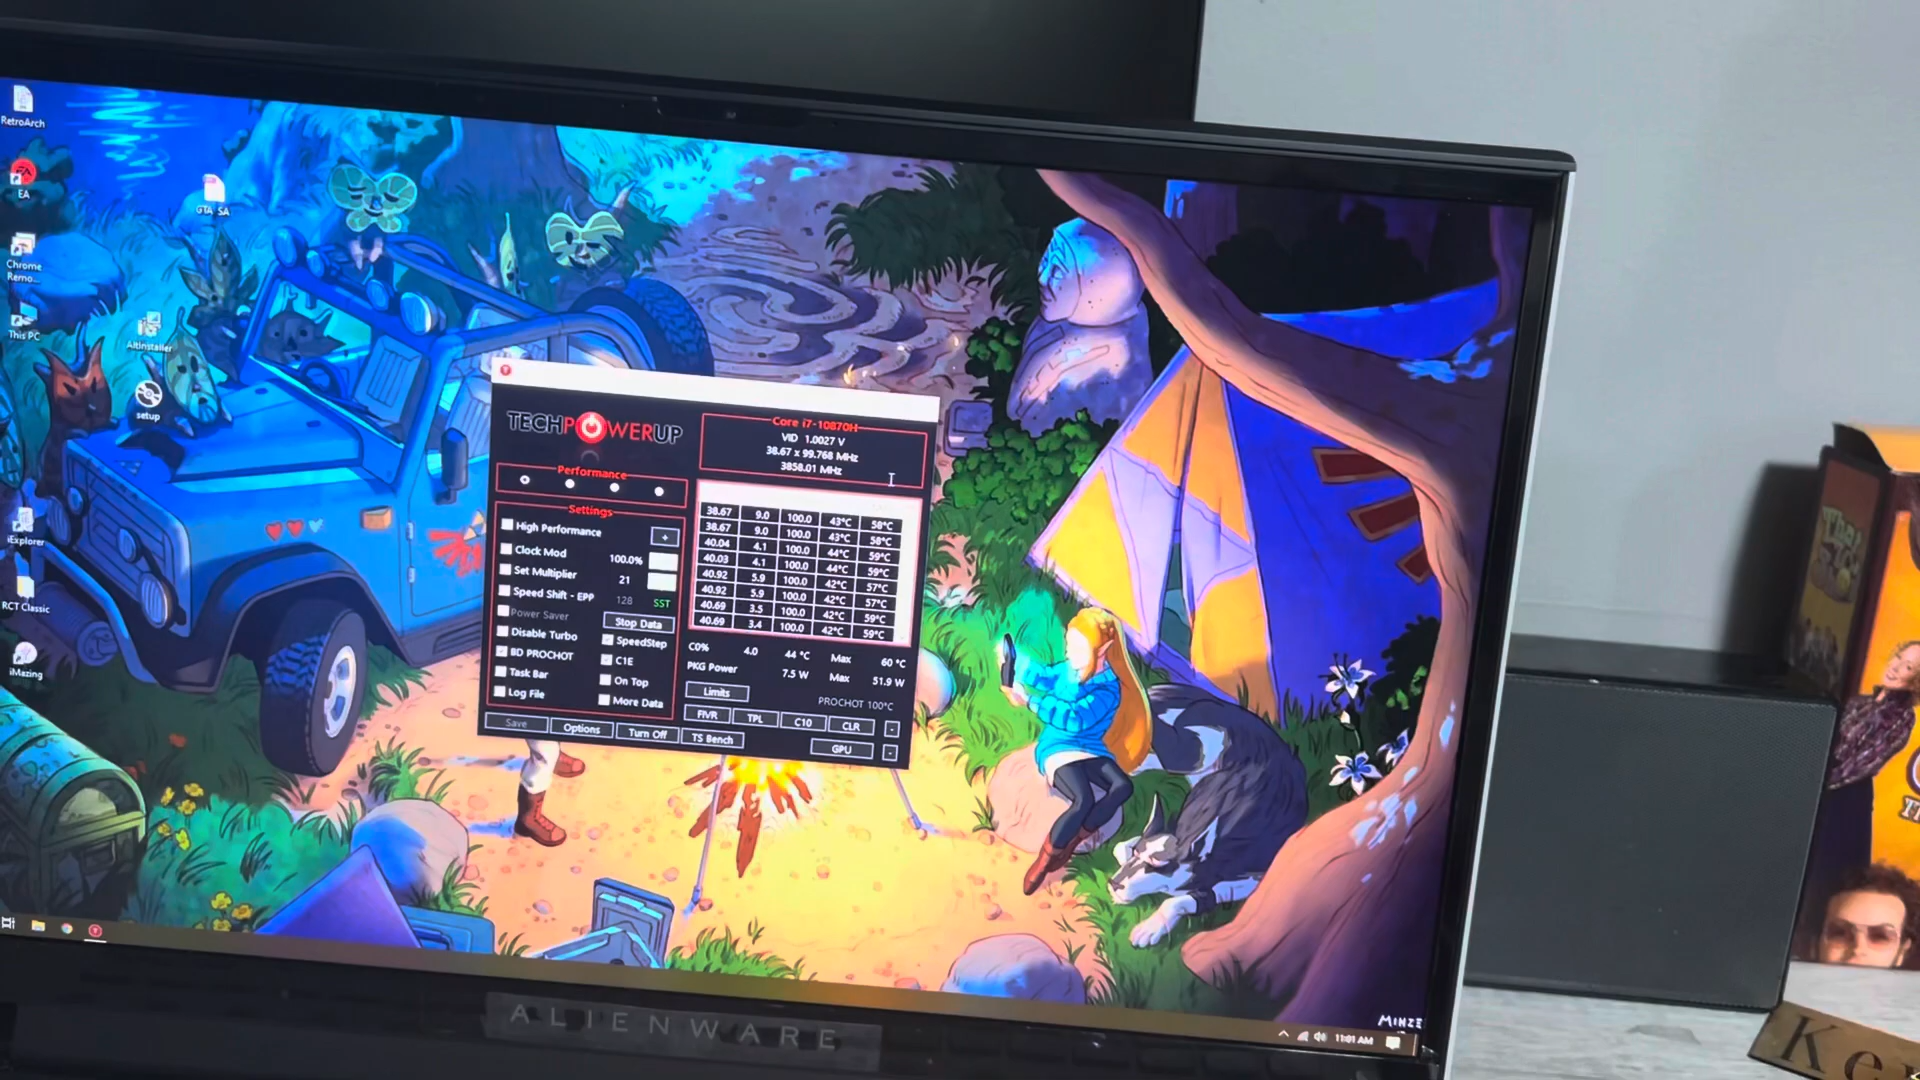 RetroArch
EA
GTA_SA
Chrome
Remo...
This PC
AltInstaller
setup
iExplorer
RCT Classic
iMazing
TECHPOWERUP
Core i7-10870H
VID 1.0027 V
38.67 x 99.768 MHz
3858.01 MHz
Performance
Settings
High Performance +
Clock Mod 100.0%
Set Multiplier 21
Speed Shift - EPP 128 SST
Power Saver Stop Data
Disable Turbo SpeedStep
BD PROCHOT C1E
Task Bar On Top
Log File More Data
38.67 9.0 100.0 43°C 58°C
38.67 9.0 100.0 43°C 58°C
40.04 4.1 100.0 44°C 59°C
40.03 4.1 100.0 44°C 59°C
40.92 5.9 100.0 42°C 57°C
40.92 5.9 100.0 42°C 57°C
40.69 3.5 100.0 42°C 59°C
40.69 3.4 100.0 42°C 59°C
C0% 4.0 44 °C Max 60 °C
PKG Power 7.5 W Max 51.9 W
Limits PROCHOT 100°C
FIVR TPL C10 CLR -
Save Options Turn Off TS Bench GPU -
MINZE
11:01 AM
ALIENWARE
That
Ke